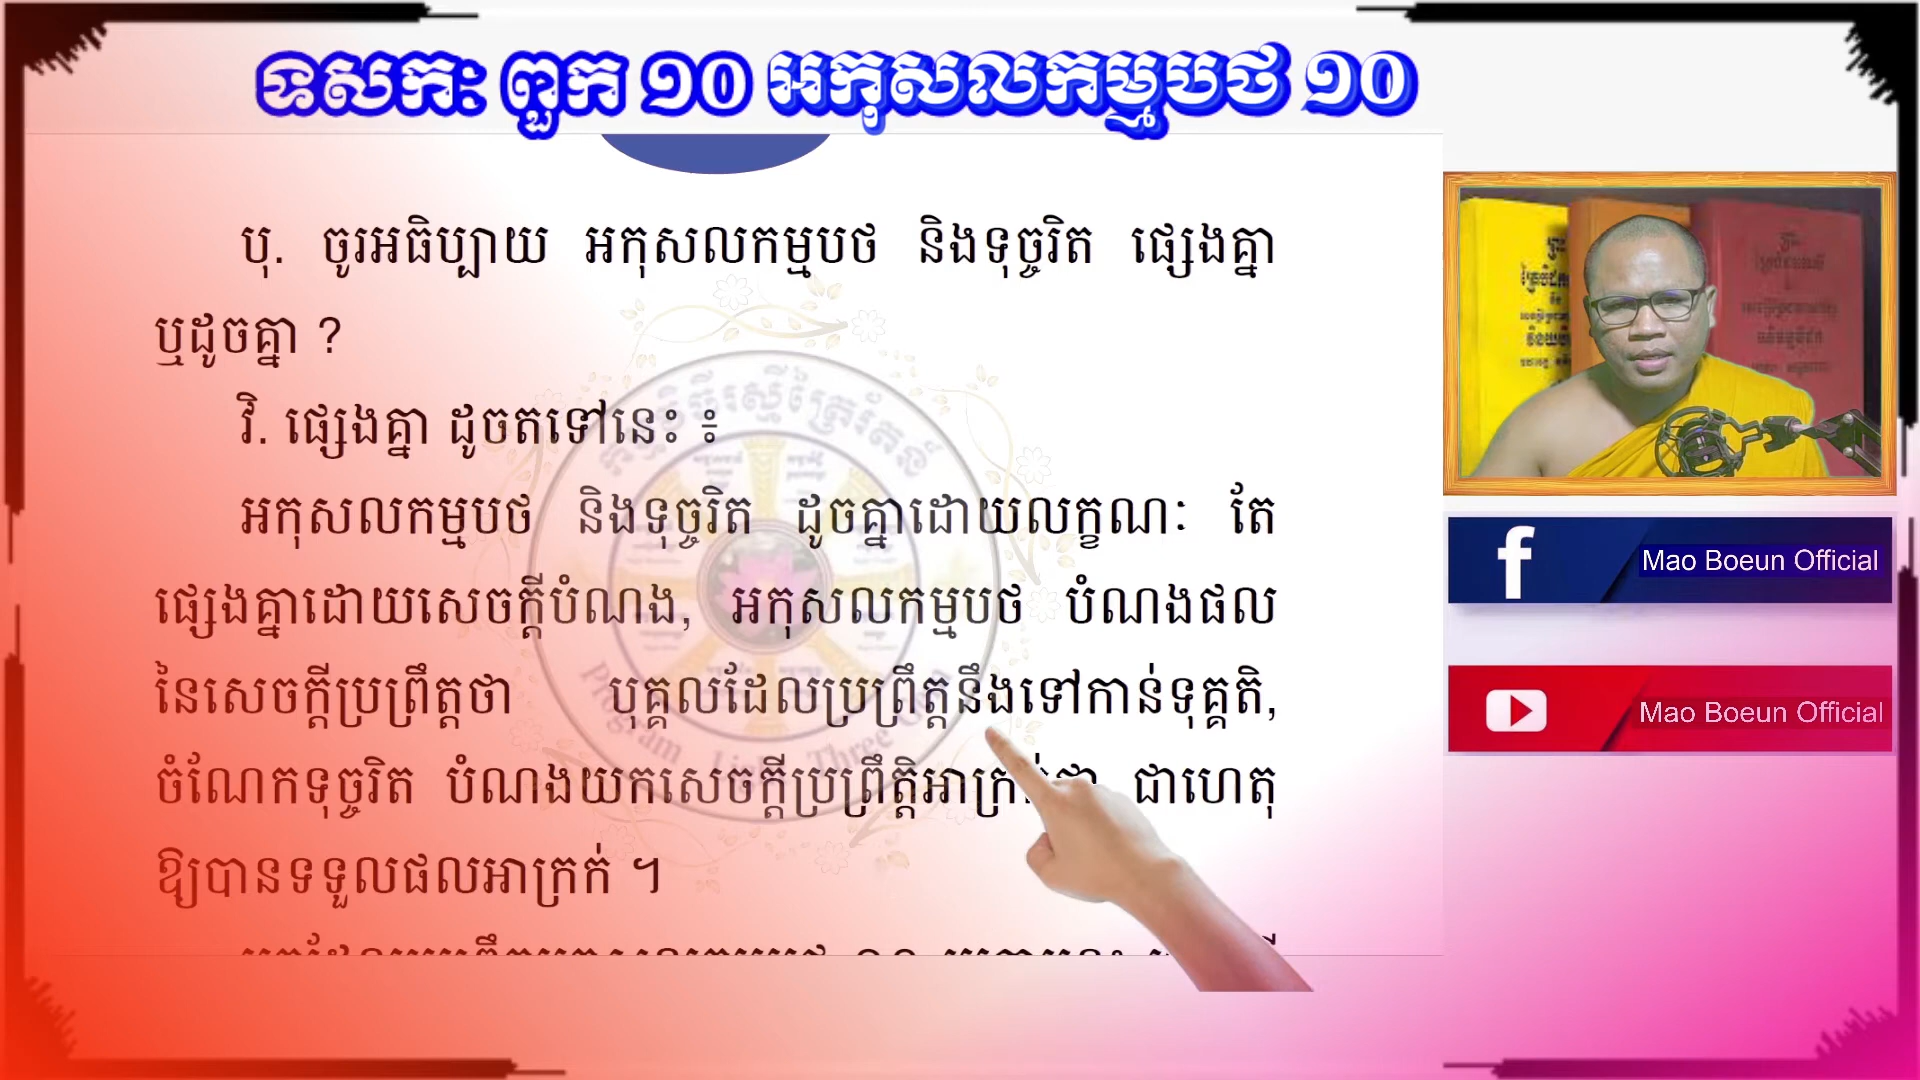 ទសកៈ ពួក ១០ អកុសលកម្មបថ ១០
បុ. ចូរអធិប្បាយ អកុសលកម្មបថ និងទុច្ចរិត ផ្សេងគ្នា
ឬដូចគ្នា ?
វិ. ផ្សេងគ្នា ដូចតទៅនេះ ៖
អកុសលកម្មបថ និងទុច្ចរិត ដូចគ្នាដោយលក្ខណៈ តែ
ផ្សេងគ្នាដោយសេចក្តីបំណង, អកុសលកម្មបថ បំណងផល
នៃសេចក្តីប្រព្រឹត្តថា បុគ្គលដែលប្រព្រឹត្តនឹងទៅកាន់ទុគ្គតិ,
ចំណែកទុច្ចរិត បំណងយកសេចក្តីប្រព្រឹត្តិអាក្រក់ថា ជាហេតុ
ឱ្យបានទទួលផលអាក្រក់ ។
Mao Boeun Official
Mao Boeun Official